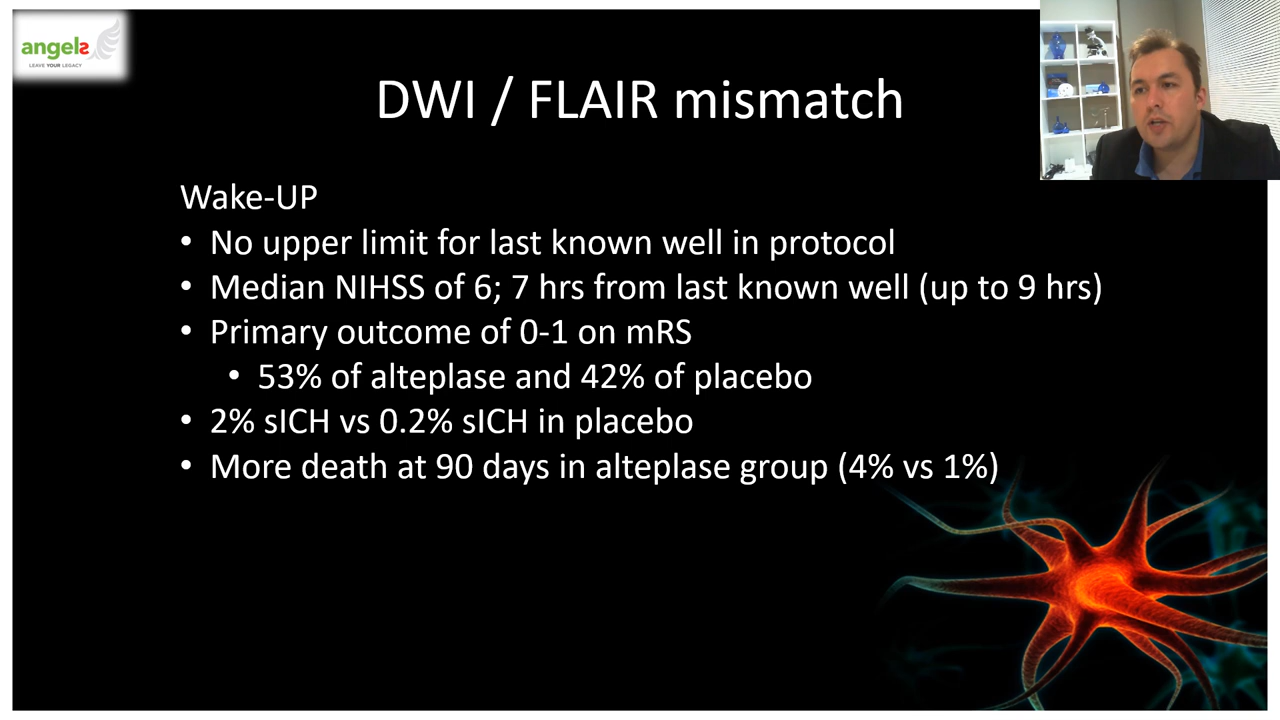 angels
LEAVE YOUR LEGACY
DWI / FLAIR mismatch
Wake-UP
• No upper limit for last known well in protocol
• Median NIHSS of 6; 7 hrs from last known well (up to 9 hrs)
• Primary outcome of 0-1 on mRS
• 53% of alteplase and 42% of placebo
• 2% sICH vs 0.2% sICH in placebo
• More death at 90 days in alteplase group (4% vs 1%)